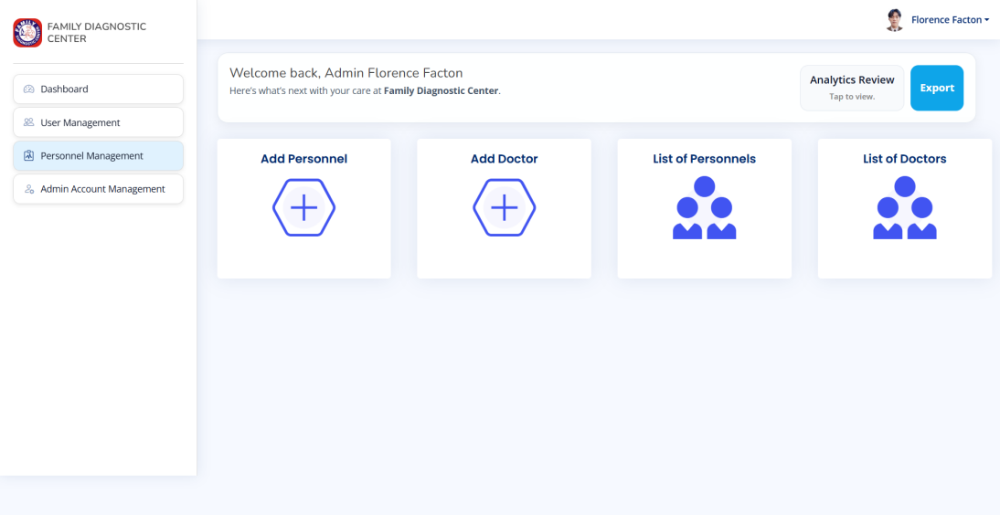 FAMILY DIAGNOSTIC
CENTER
Dashboard
User Management
Personnel Management
Admin Account Management
Florence Facton
Welcome back, Admin Florence Facton
Here's what's next with your care at Family Diagnostic Center.
Analytics Review
Tap to view.
Export
Add Personnel
Add Doctor
List of Personnels
List of Doctors